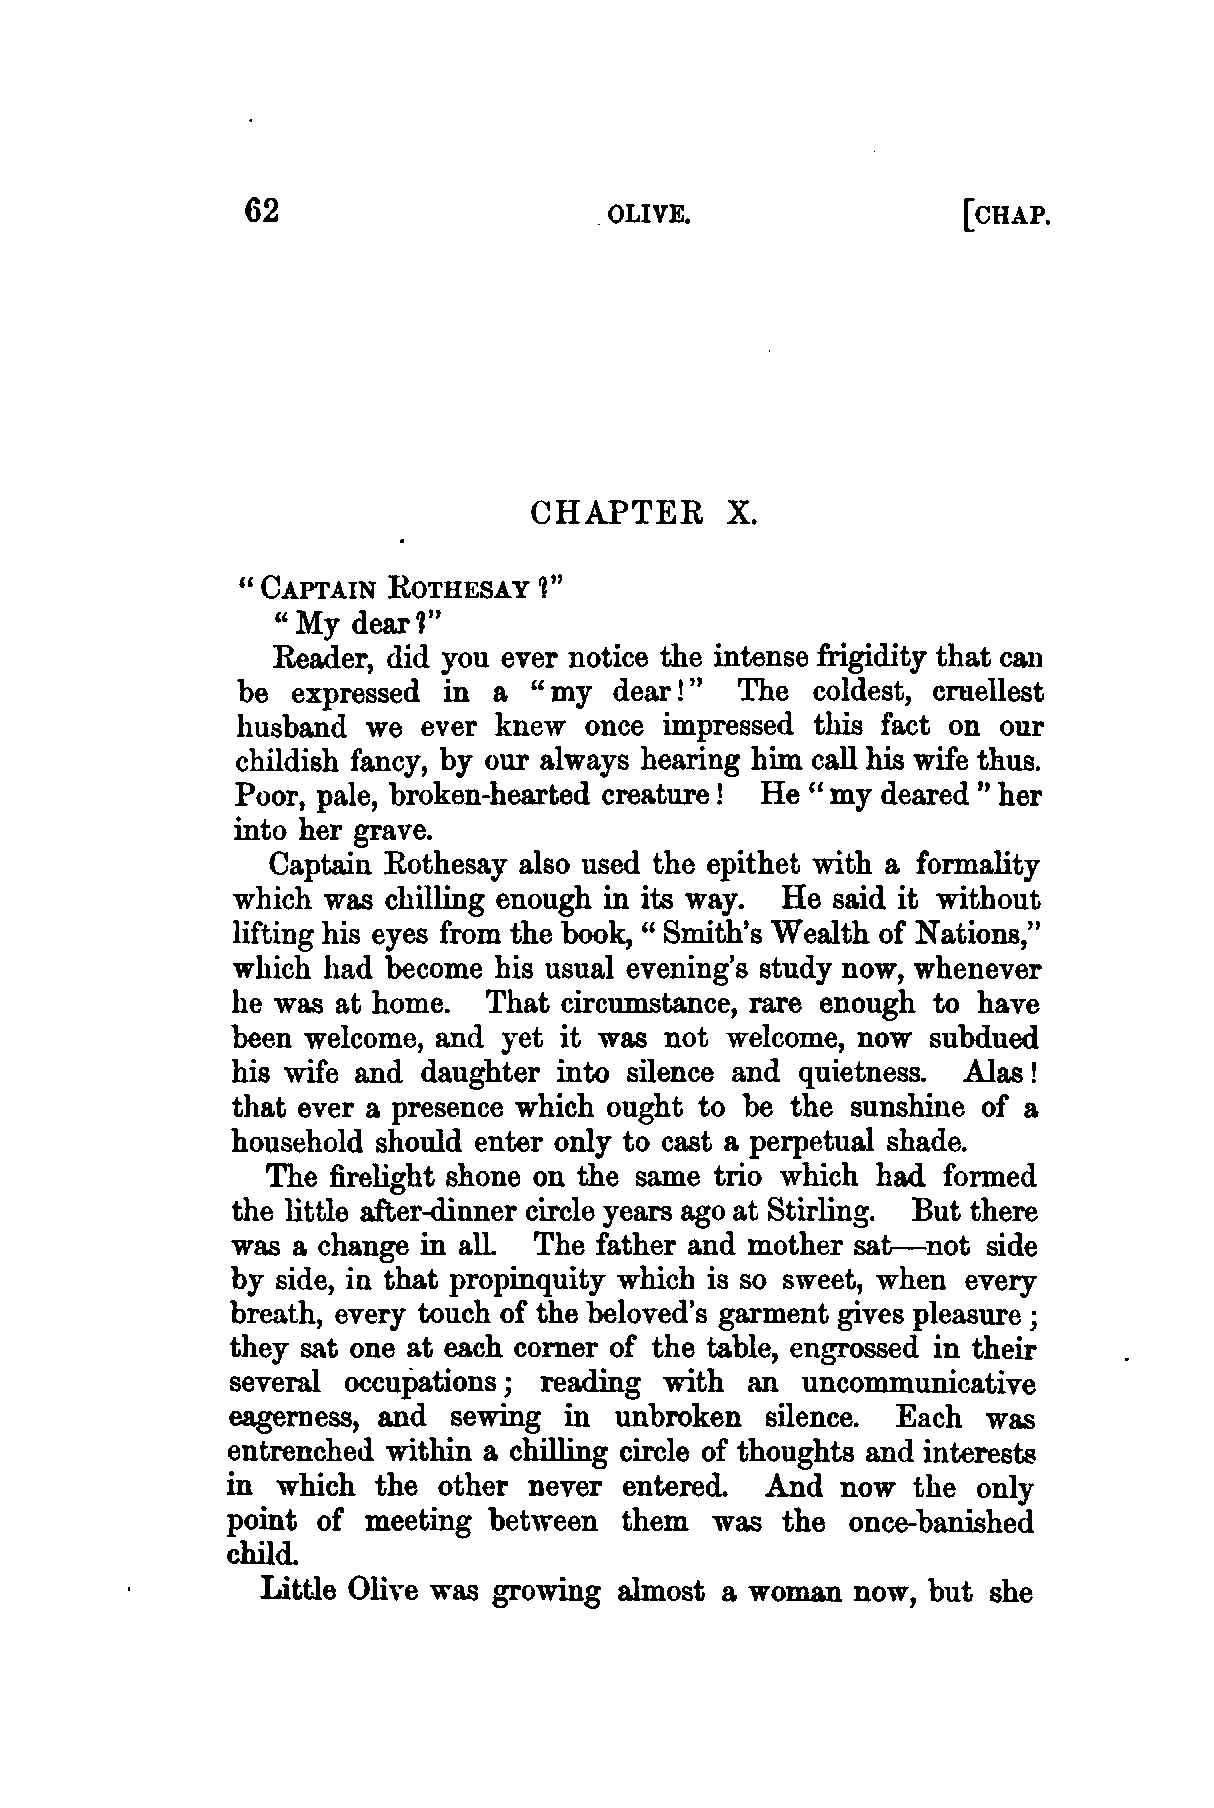 62 OLIVE. [CHAP.
CHAPTER X.
“CAPTAIN ROTHESAY?”
“My dear?”
Reader, did you ever notice the intense frigidity that can
be expressed in a “my dear!” The coldest, cruellest
husband we ever knew once impressed this fact on our
childish fancy, by our always hearing him call his wife thus.
Poor, pale, broken-hearted creature! He “my deared” her
into her grave.
Captain Rothesay also used the epithet with a formality
which was chilling enough in its way. He said it without
lifting his eyes from the book, “Smith's Wealth of Nations,”
which had become his usual evening's study now, whenever
he was at home. That circumstance, rare enough to have
been welcome, and yet it was not welcome, now subdued
his wife and daughter into silence and quietness. Alas!
that ever a presence which ought to be the sunshine of a
household should enter only to cast a perpetual shade.
The firelight shone on the same trio which had formed
the little after-dinner circle years ago at Stirling. But there
was a change in all. The father and mother sat—not side
by side, in that propinquity which is so sweet, when every
breath, every touch of the beloved's garment gives pleasure;
they sat one at each corner of the table, engrossed in their
several occupations; reading with an uncommunicative
eagerness, and sewing in unbroken silence. Each was
entrenched within a chilling circle of thoughts and interests
in which the other never entered. And now the only
point of meeting between them was the once-banished
child.
Little Olive was growing almost a woman now, but she